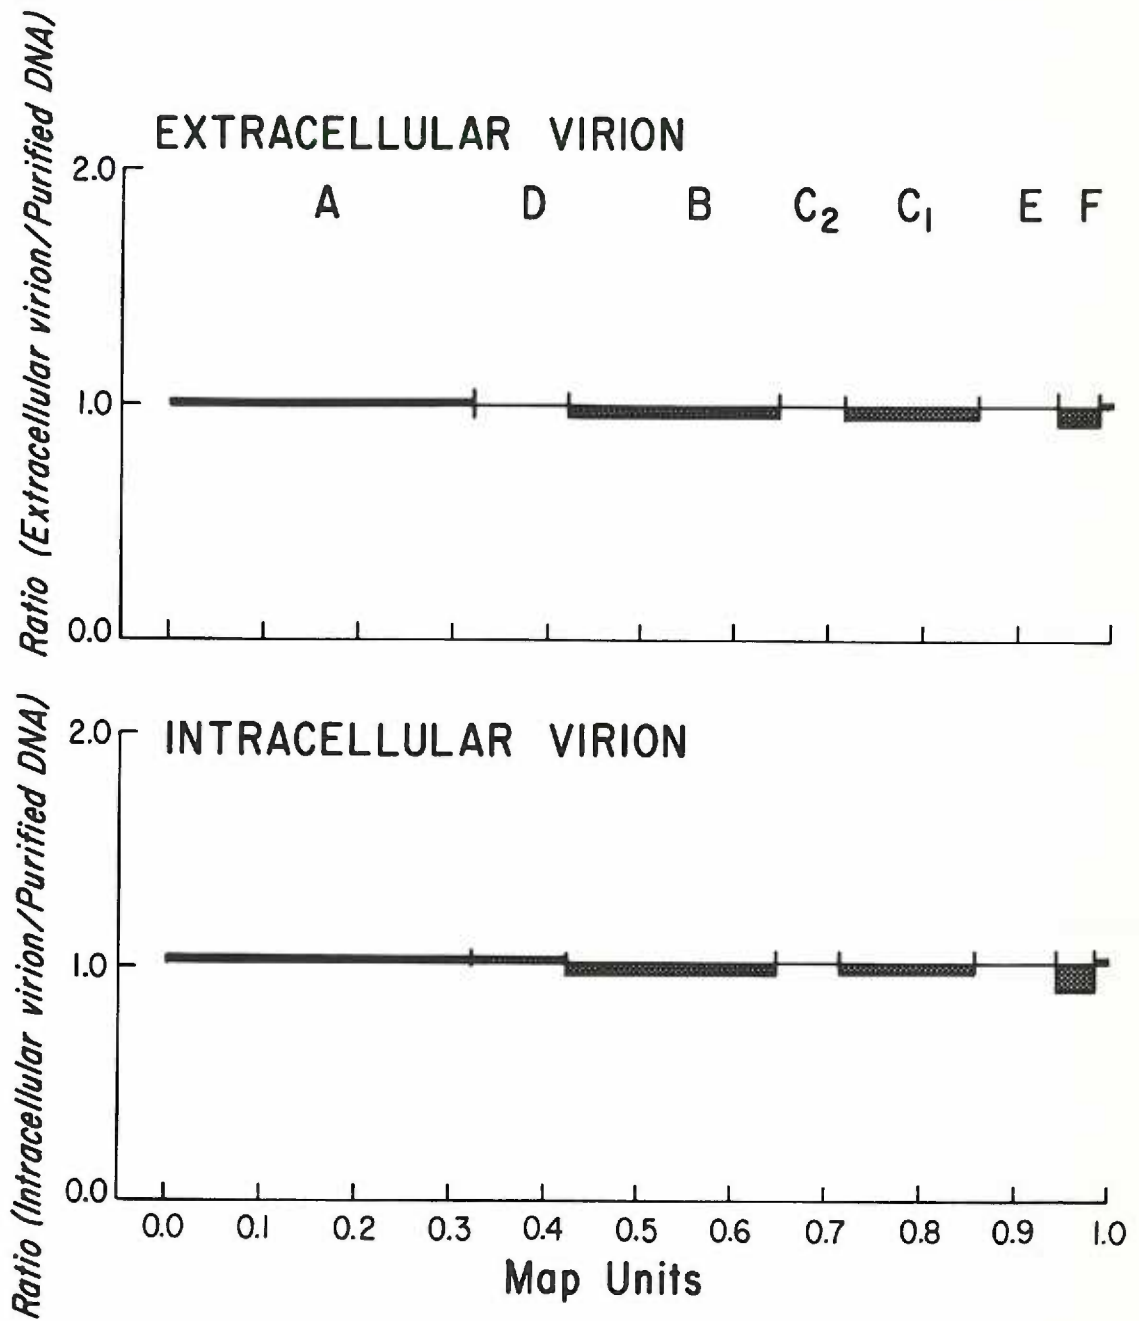 Ratio (Extracellular virion/Purified DNA)
EXTRACELLULAR VIRION
2.0
A D B C₂ C₁ E F
1.0
0.0
Ratio (Intracellular virion/Purified DNA)
2.0
INTRACELLULAR VIRION
1.0
0.0
0.0 0.1 0.2 0.3 0.4 0.5 0.6 0.7 0.8 0.9 1.0
Map Units